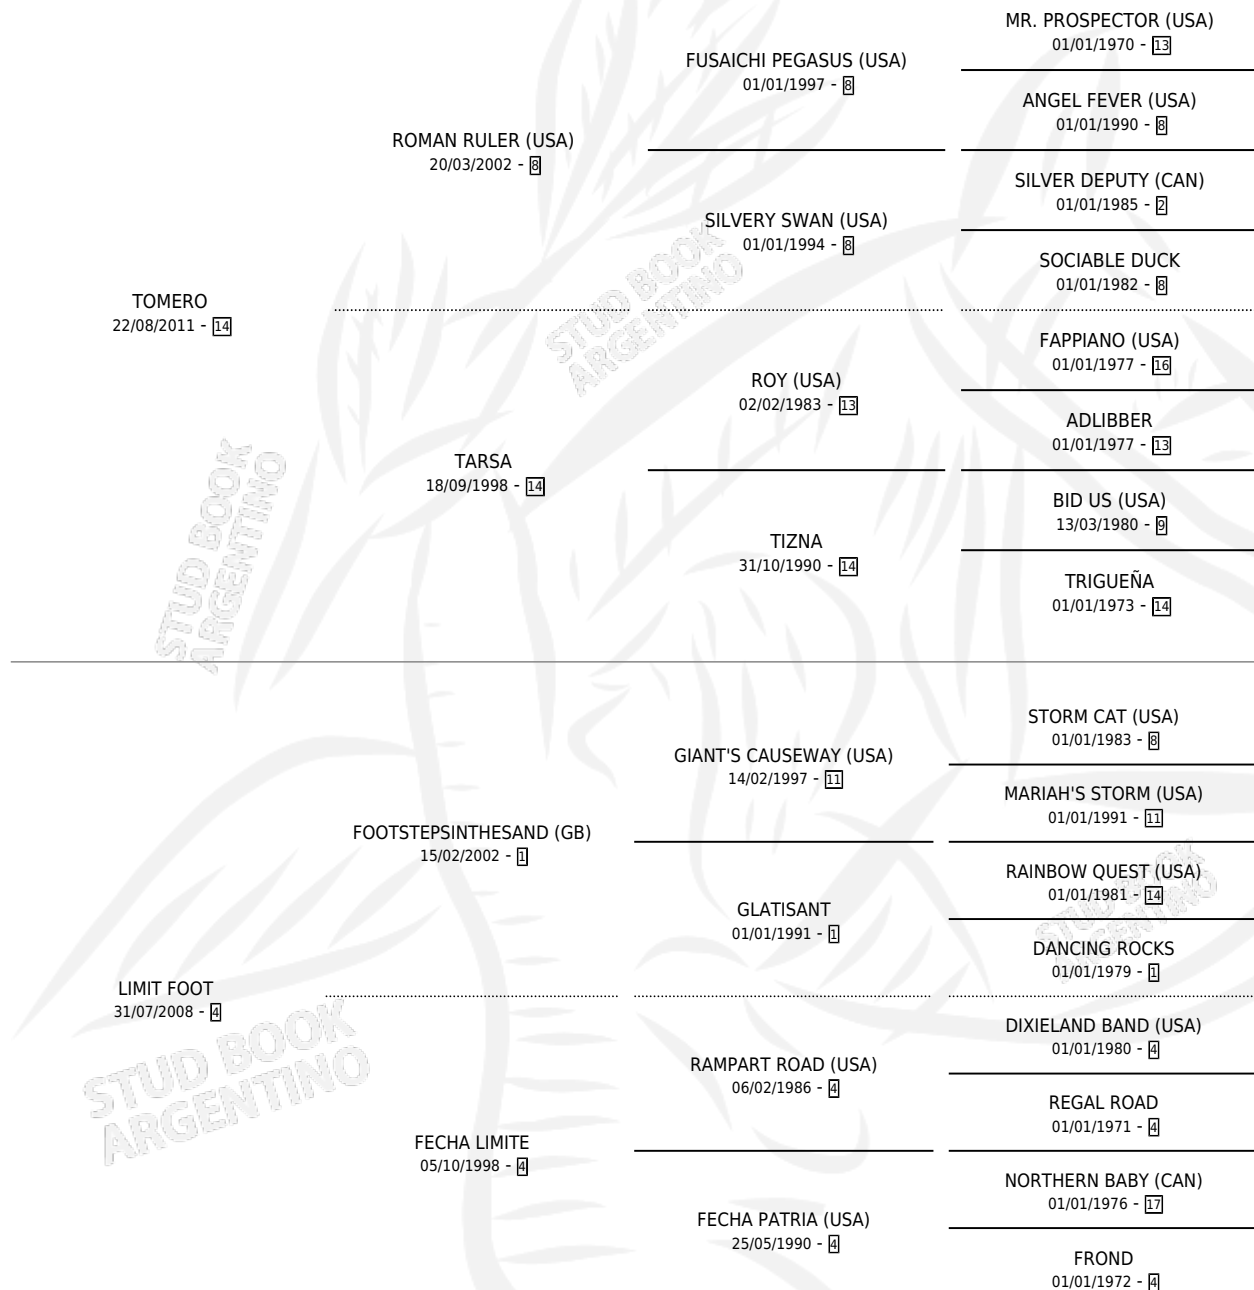 MR. PROSPECTOR (USA)
01/01/1970 - 13
FUSAICHI PEGASUS (USA)
01/01/1997 - 8
ANGEL FEVER (USA)
01/01/1990 - 8
ROMAN RULER (USA)
20/03/2002 - 8
SILVER DEPUTY (CAN)
01/01/1985 - 2
SILVERY SWAN (USA)
01/01/1994 - 8
SOCIABLE DUCK
01/01/1982 - 8
TOMERO
22/08/2011 - 14
STUD BOOK
ARGENTINO
FAPPIANO (USA)
01/01/1977 - 16
ROY (USA)
02/02/1983 - 13
ADLIBBER
01/01/1977 - 13
TARSA
18/09/1998 - 14
BID US (USA)
13/03/1980 - 9
TIZNA
31/10/1990 - 14
TRIGUEÑA
01/01/1973 - 14
STUD BOOK
ARGENTINO
STORM CAT (USA)
01/01/1983 - 8
GIANT'S CAUSEWAY (USA)
14/02/1997 - 11
MARIAH'S STORM (USA)
01/01/1991 - 11
FOOTSTEPSINTHESAND (GB)
15/02/2002 - 1
RAINBOW QUEST (USA)
01/01/1981 - 14
GLATISANT
01/01/1991 - 1
DANCING ROCKS
01/01/1979 - 1
STUD BOOK
ARGENTINO
LIMIT FOOT
31/07/2008 - 4
DIXIELAND BAND (USA)
01/01/1980 - 4
RAMPART ROAD (USA)
06/02/1986 - 4
REGAL ROAD
01/01/1971 - 4
STUD BOOK
ARGENTINO
FECHA LIMITE
05/10/1998 - 4
NORTHERN BABY (CAN)
01/01/1976 - 17
FECHA PATRIA (USA)
25/05/1990 - 4
FROND
01/01/1972 - 4